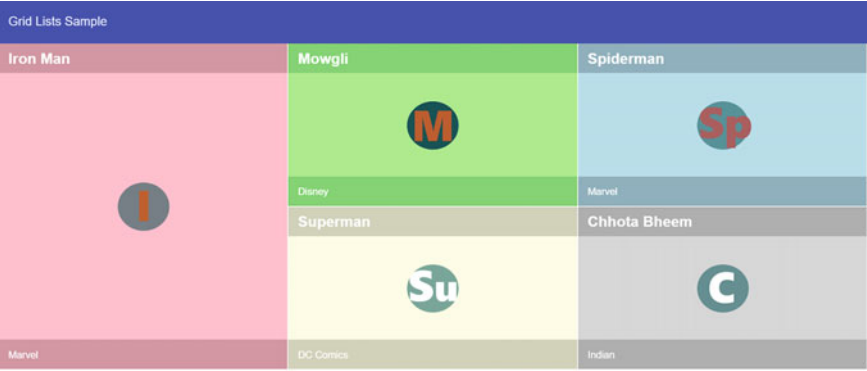 Grid Lists Sample
Iron Man
I
Marvel
Mowgli
M
Disney
Spiderman
Sp
Marvel
Superman
Su
DC Comics
Chhota Bheem
C
Indian